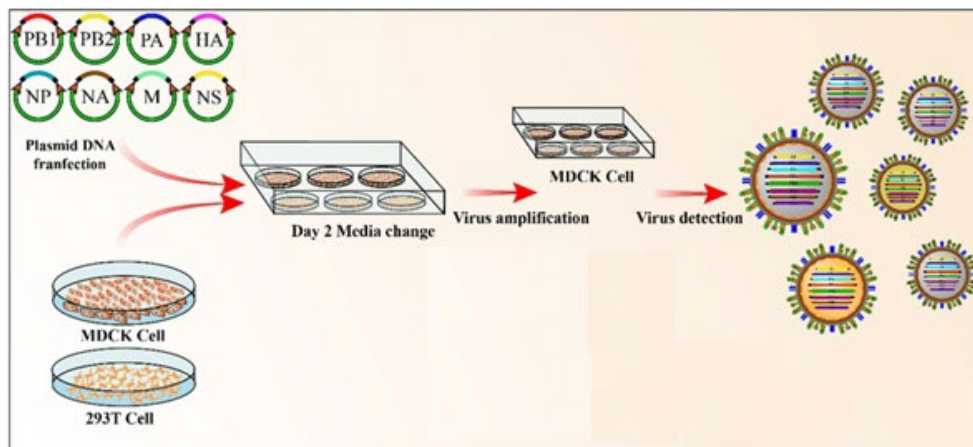 PB1 PB2 PA HA
NP NA M NS
Plasmid DNA
franfection
Day 2 Media change
Virus amplification
MDCK Cell
Virus detection
MDCK Cell
293T Cell